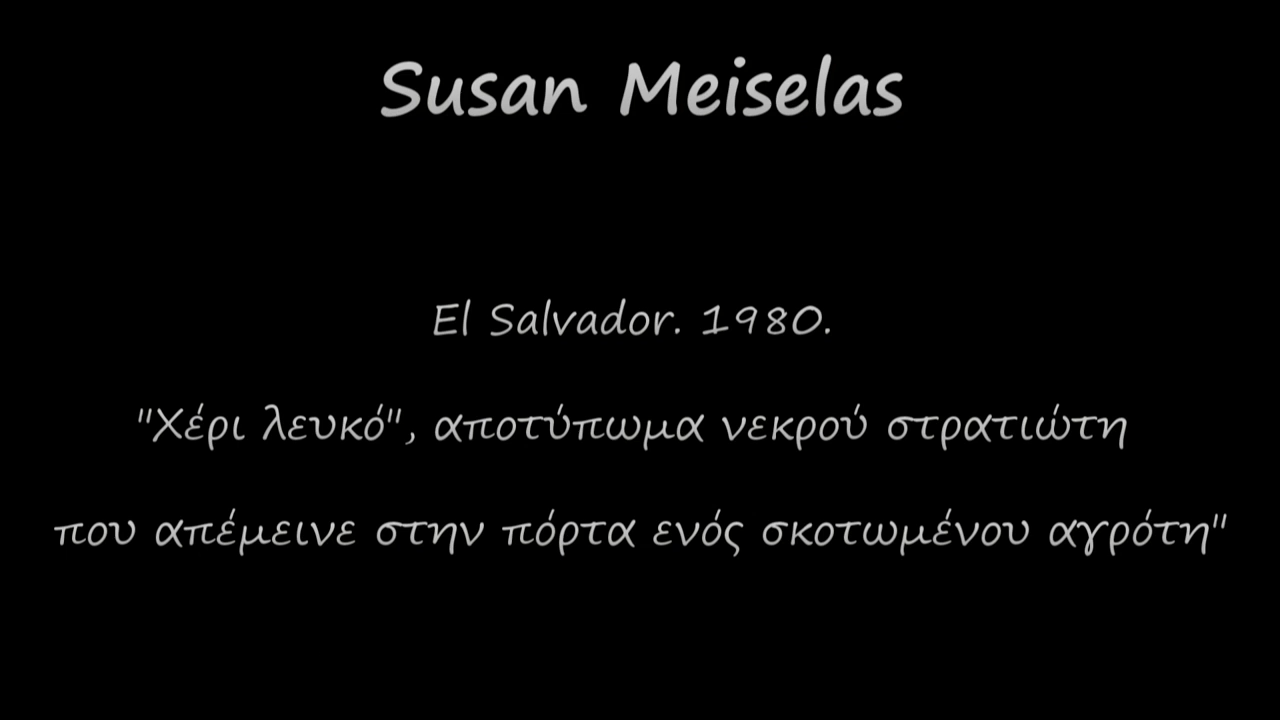 Susan Meiselas
El Salvador. 1980.
"Χέρι λευκό", αποτύπωμα νεκρού στρατιώτη
που απέμεινε στην πόρτα ενός σκοτωμένου αγρότη"